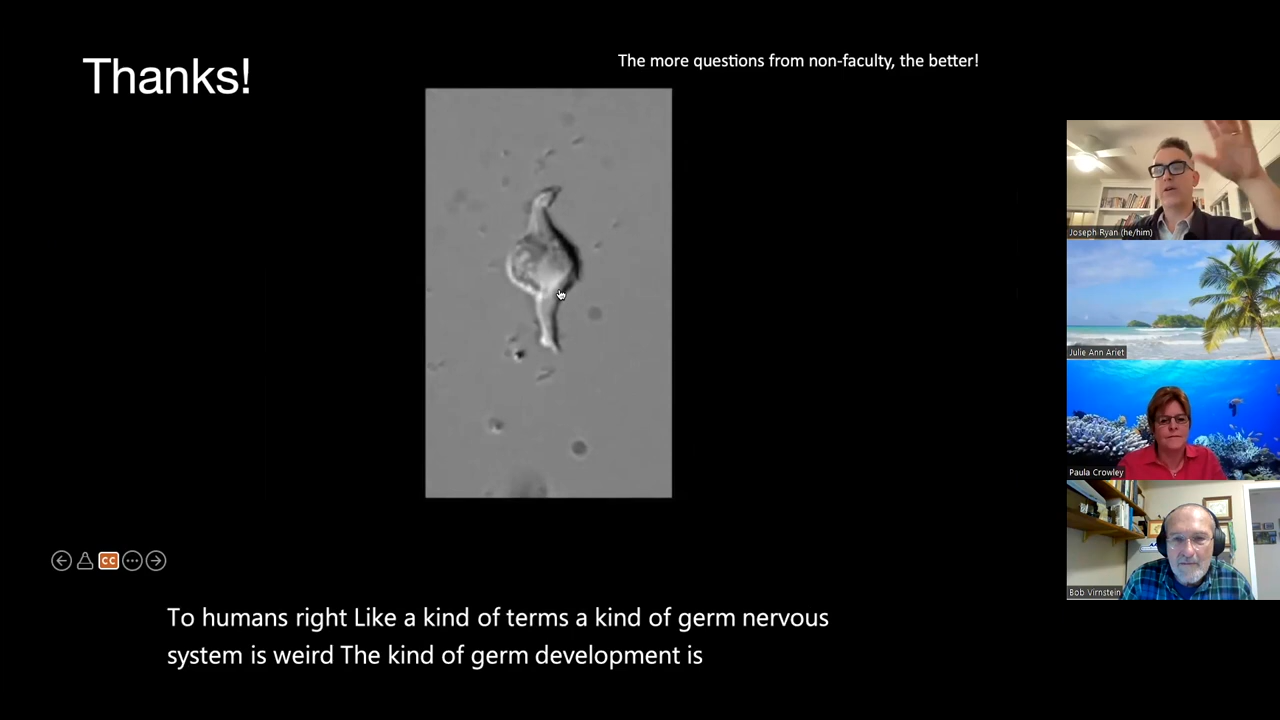 Thanks!
The more questions from non-faculty, the better!
Joseph Ryan (he/him)
Julie Ann Ariet
Paula Crowley
Bob Virnstein
CC
To humans right Like a kind of terms a kind of germ nervous
system is weird The kind of germ development is